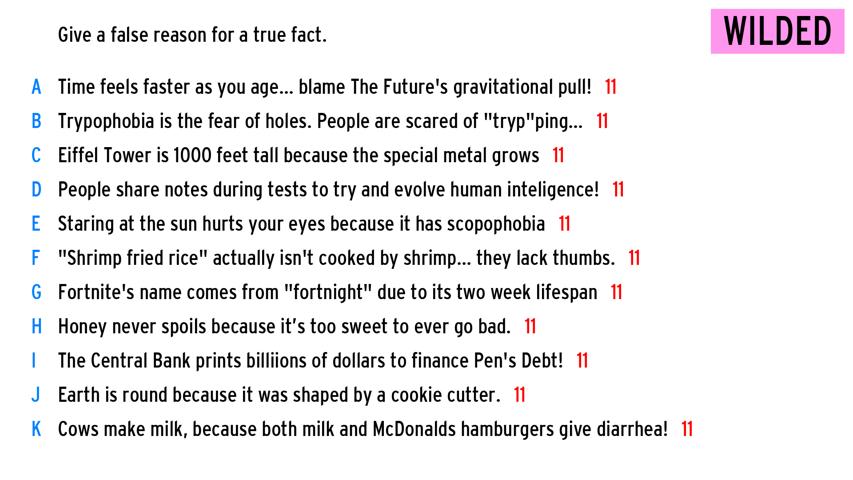 Give a false reason for a true fact.
WILDED
A Time feels faster as you age... blame The Future's gravitational pull! 11
B Trypophobia is the fear of holes. People are scared of "tryp"ping... 11
C Eiffel Tower is 1000 feet tall because the special metal grows 11
D People share notes during tests to try and evolve human inteligence! 11
E Staring at the sun hurts your eyes because it has scopophobia 11
F "Shrimp fried rice" actually isn't cooked by shrimp... they lack thumbs. 11
G Fortnite's name comes from "fortnight" due to its two week lifespan 11
H Honey never spoils because it’s too sweet to ever go bad. 11
I The Central Bank prints billiions of dollars to finance Pen's Debt! 11
J Earth is round because it was shaped by a cookie cutter. 11
K Cows make milk, because both milk and McDonalds hamburgers give diarrhea! 11